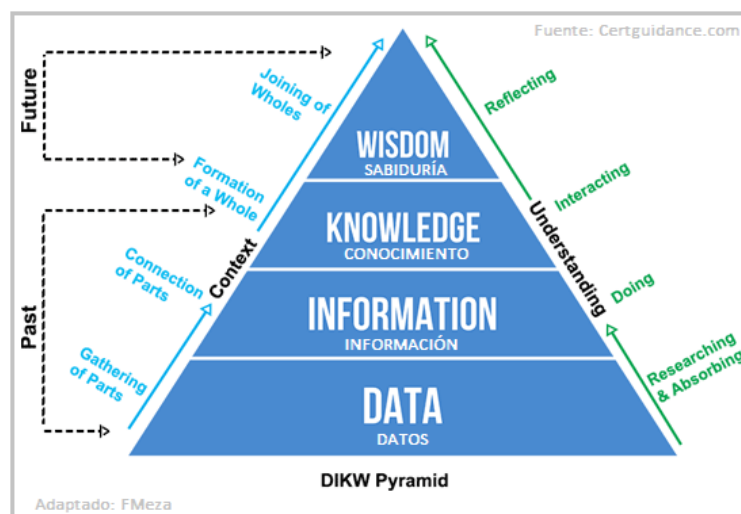 Fuente: Certguidance.com
Future
Joining of
Wholes
Reflecting
WISDOM
SABIDURÍA
Formation
of a Whole
Interacting
KNOWLEDGE
CONOCIMIENTO
Context
Understanding
Past
Connection
of Parts
Doing
INFORMATION
INFORMACIÓN
Gathering
of Parts
Researching
& Absorbing
DATA
DATOS
DIKW Pyramid
Adaptado: FMeza